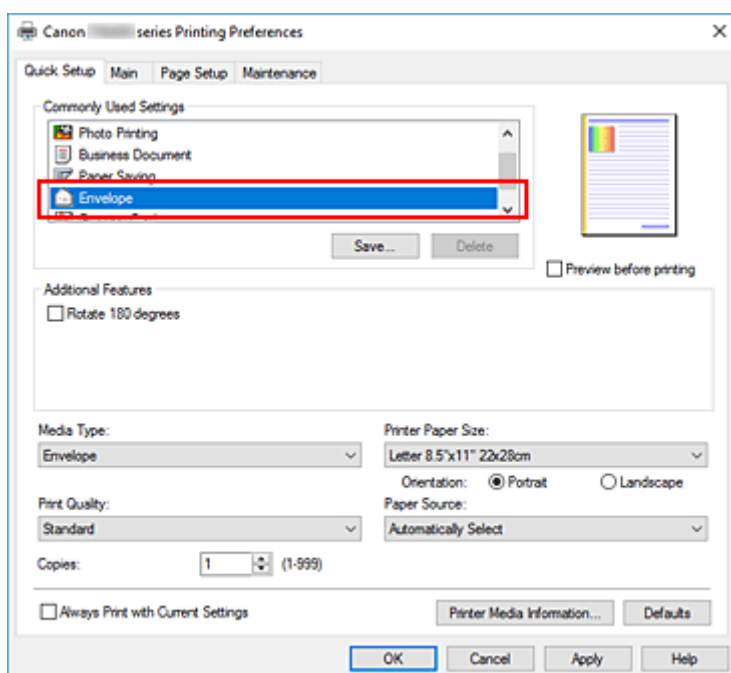 Canon series Printing Preferences
Quick Setup Main Page Setup Maintenance
Commonly Used Settings
Photo Printing
Business Document
Paper Saving
Envelope
Save... Delete
Preview before printing
Additional Features
Rotate 180 degrees
Media Type: Printer Paper Size:
Envelope Letter 8.5"x11" 22x28cm
Orientation: Portrait Landscape
Print Quality: Paper Source:
Standard Automatically Select
Copies: 1 (1-999)
Always Print with Current Settings Printer Media Information... Defaults
OK Cancel Apply Help